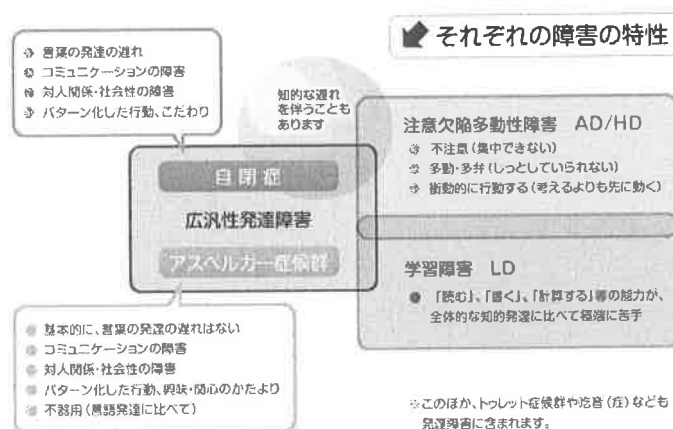 それぞれの障害の特性
言葉の発達の遅れ
コミュニケーションの障害
対人関係・社会性の障害
パターン化した行動、こだわり
知的な遅れ
を伴うことも
あります
自閉症
広汎性発達障害
アスペルガー症候群
注意欠陥多動性障害 AD/HD
不注意(集中できない)
多動・多弁(じっとしていられない)
衝動的に行動する(考えるよりも先に動く)
学習障害 LD
● 「読む」、「書く」、「計算する」等の能力が、
全体的な知的発達に比べて極端に苦手
基本的に、言葉の発達の遅れはない
コミュニケーションの障害
対人関係・社会性の障害
パターン化した行動、興味・関心のかたより
不器用(言語発達に比べて)
※このほか、トゥレット症候群や吃音(症)なども
発達障害に含まれます。